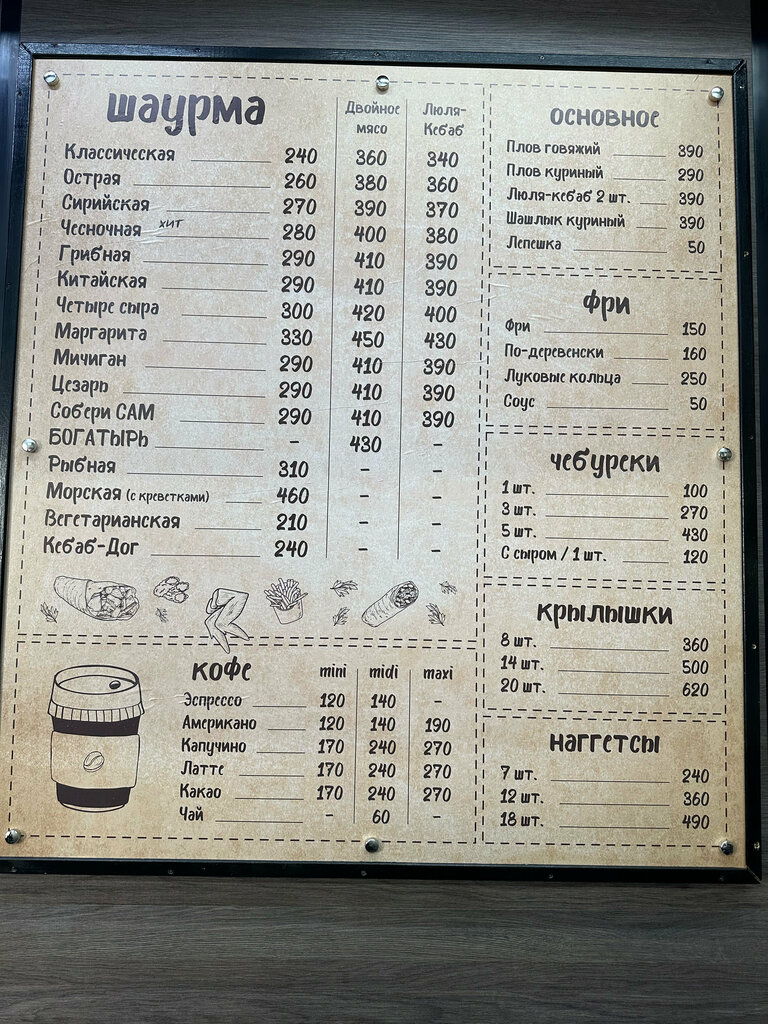 шаурма
Двойное мясо
Люля-Кебаб
Классическая 240 360 340
Острая 260 380 360
Сирийская 270 390 370
Чесночная хит 280 400 380
Грибная 290 410 390
Китайская 290 410 390
Четыре сыра 300 420 400
Маргарита 330 450 430
Мичиган 290 410 390
Цезарь 290 410 390
Собери САМ 290 410 390
БОГАТЫРЬ - 430 -
Рыбная 310 - -
Морская (с креветками) 460 - -
Вегетарианская 210 - -
Кебаб-Дог 240 - -
кофе mini midi maxi
Эспрессо 120 140 -
Американо 120 140 190
Капучино 170 240 270
Латте 170 240 270
Какао 170 240 270
Чай - 60 -
основное
Плов говяжий 390
Плов куриный 290
Люля-кебаб 2 шт. 390
Шашлык куриный 390
Лепешка 50
фри
Фри 150
По-деревенски 160
Луковые кольца 250
Соус 50
чебуреки
1 шт. 100
3 шт. 270
5 шт. 430
С сыром / 1 шт. 120
крылышки
8 шт. 360
14 шт. 500
20 шт. 620
наггетсы
7 шт. 240
12 шт. 360
18 шт. 490